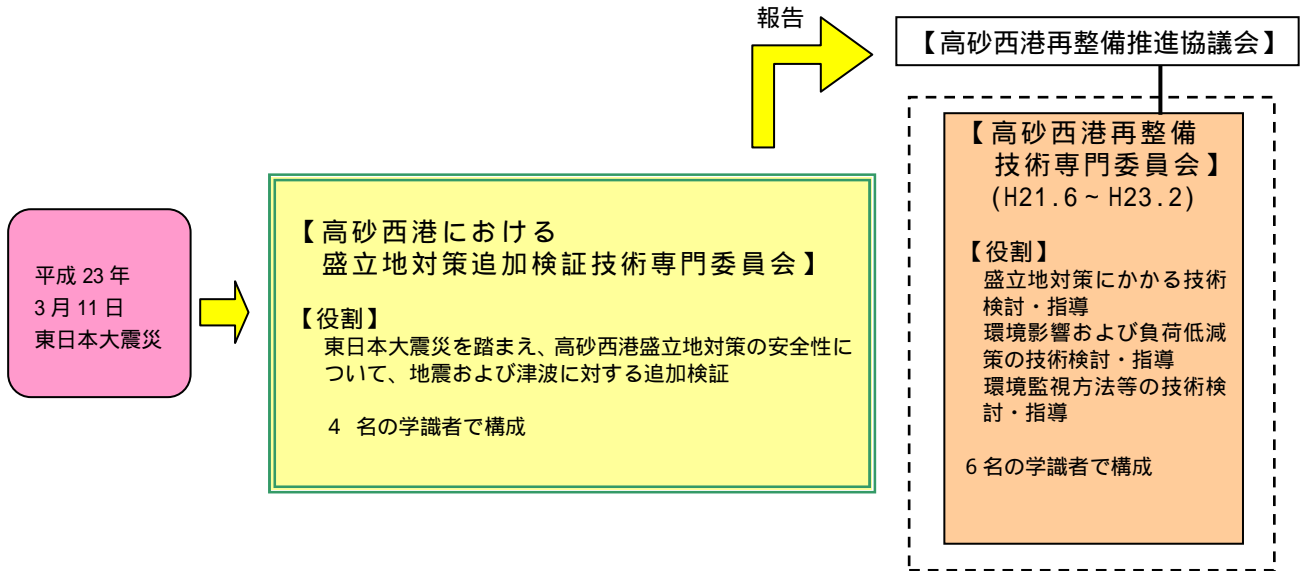 報告
【高砂西港再整備推進協議会】
【高砂西港再整備
技術専門委員会】
(H21.6～H23.2)
【役割】
盛立地対策にかかる技術
検討・指導
環境影響および負荷低減
策の技術検討・指導
環境監視方法等の技術検
討・指導
6名の学識者で構成
【高砂西港における
盛立地対策追加検証技術専門委員会】
【役割】
東日本大震災を踏まえ、高砂西港盛立地対策の安全性に
ついて、地震および津波に対する追加検証
4 名の学識者で構成
平成 23 年
3 月 11 日
東日本大震災